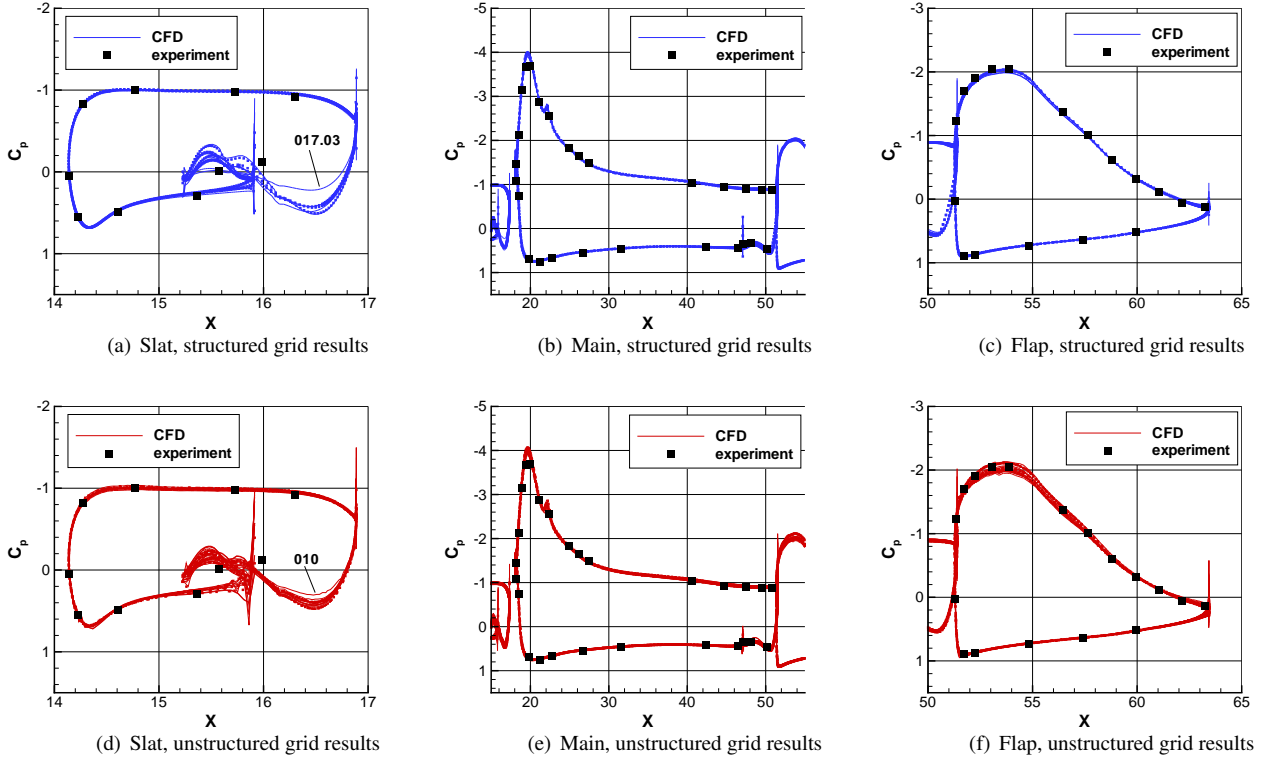 -2
-1
0
1
14
15
16
17
C_p
X
CFD
experiment
017.03
(a) Slat, structured grid results
-5
-4
-3
-2
-1
0
1
20
30
40
50
C_p
X
CFD
experiment
(b) Main, structured grid results
-3
-2
-1
0
1
50
55
60
65
C_p
X
CFD
experiment
(c) Flap, structured grid results
-2
-1
0
1
14
15
16
17
C_p
X
CFD
experiment
010
(d) Slat, unstructured grid results
-5
-4
-3
-2
-1
0
1
20
30
40
50
C_p
X
CFD
experiment
(e) Main, unstructured grid results
-3
-2
-1
0
1
50
55
60
65
C_p
X
CFD
experiment
(f) Flap, unstructured grid results